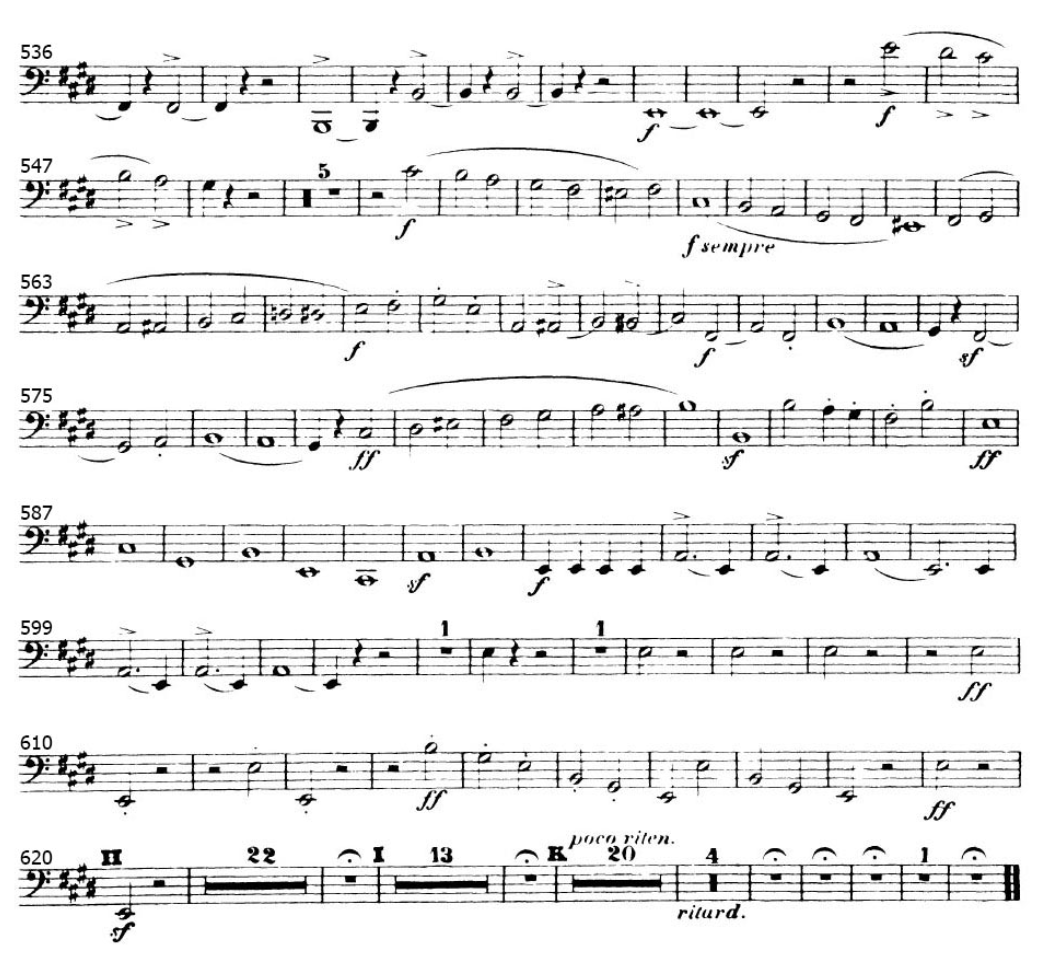 536
f f
547 5
f f sempre
563
f f sf
575
ff sf ff
587
sf f
599 1 1
ff
610
ff ff
poco riten.
620 H 22 I 13 K 20 4 1
sf ritard.